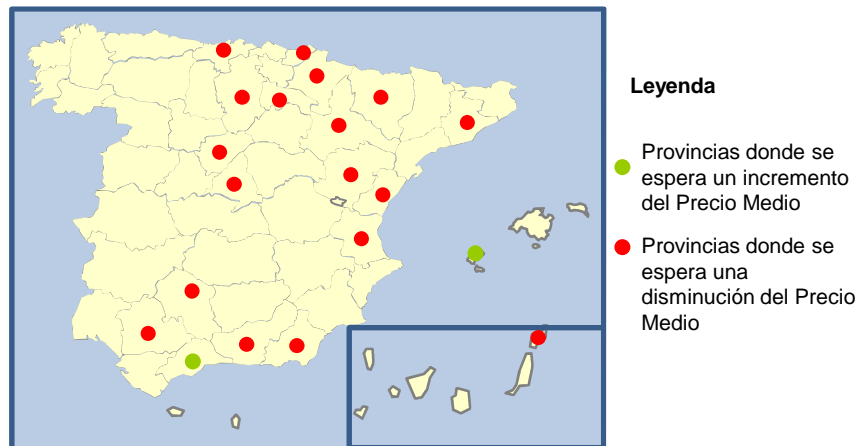 Leyenda
Provincias donde se
espera un incremento
del Precio Medio
Provincias donde se
espera una
disminución del Precio
Medio